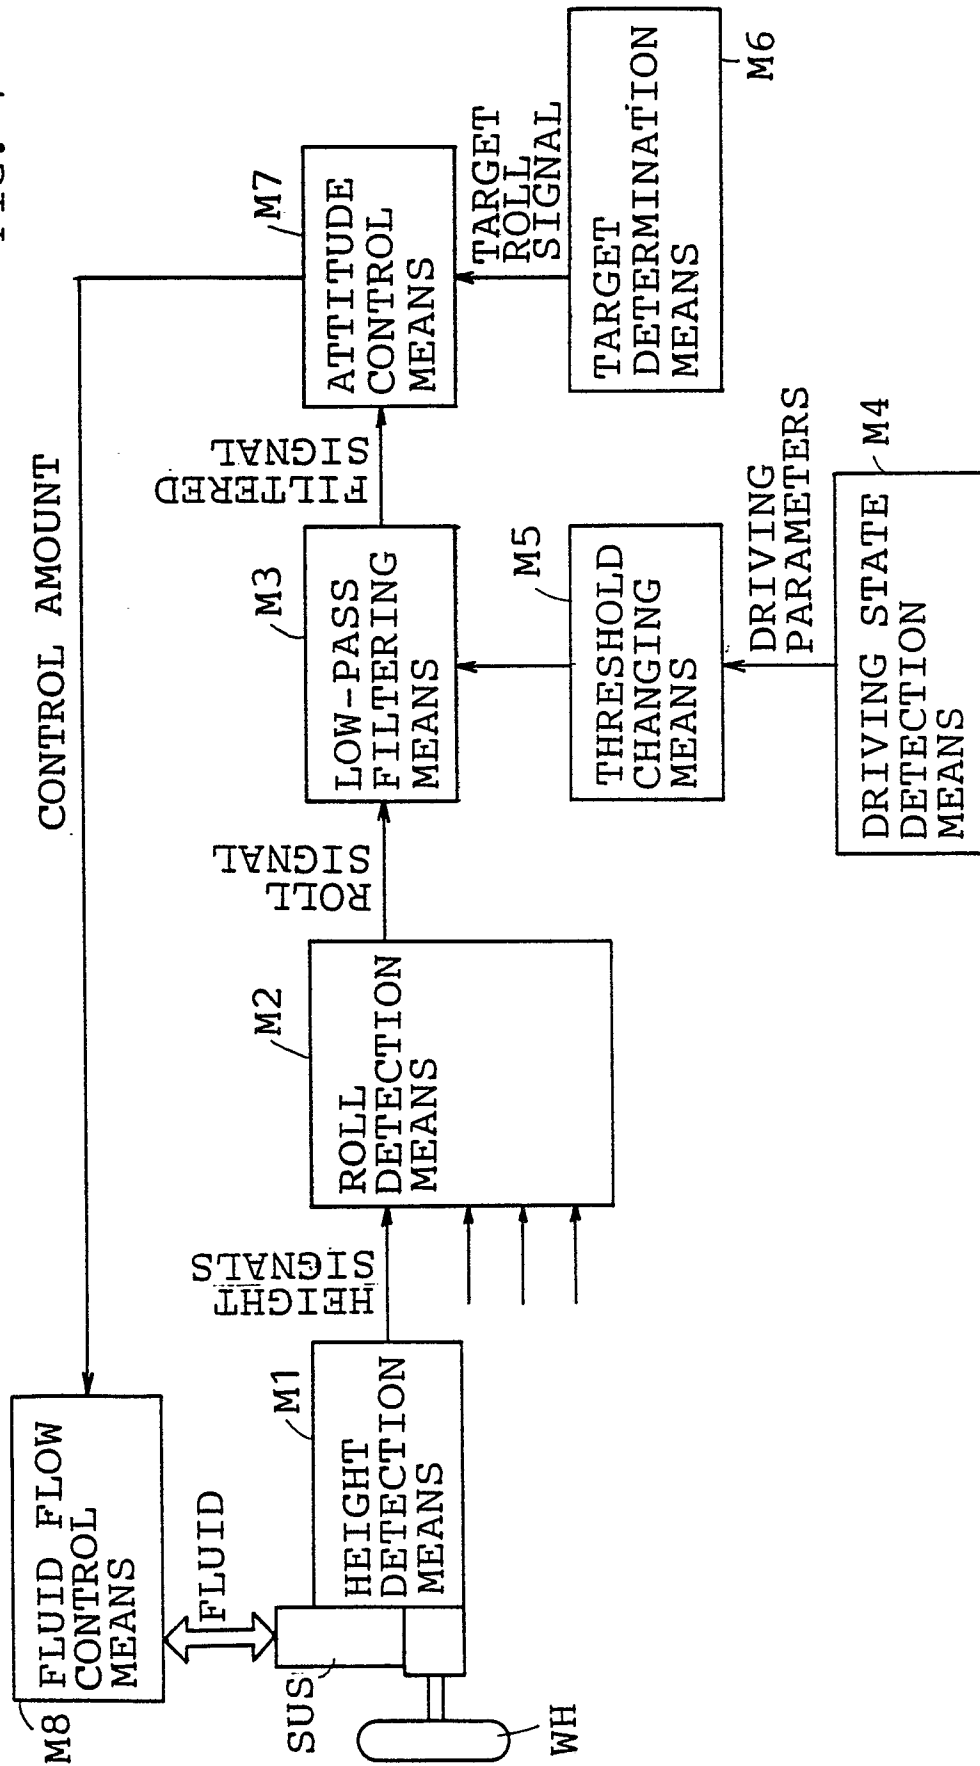 FIG.
CONTROL AMOUNT
M8
FLUID FLOW
CONTROL
MEANS
FLUID
SUS
WH
M1
HEIGHT
DETECTION
MEANS
HEIGHT
SIGNALS
M2
ROLL
DETECTION
MEANS
ROLL
SIGNAL
M3
LOW-PASS
FILTERING
MEANS
FILTERED
SIGNAL
M7
ATTITUDE
CONTROL
MEANS
TARGET
ROLL
SIGNAL
M5
THRESHOLD
CHANGING
MEANS
TARGET
DETERMINATION
MEANS
M6
DRIVING
PARAMETERS
M4
DRIVING STATE
DETECTION
MEANS